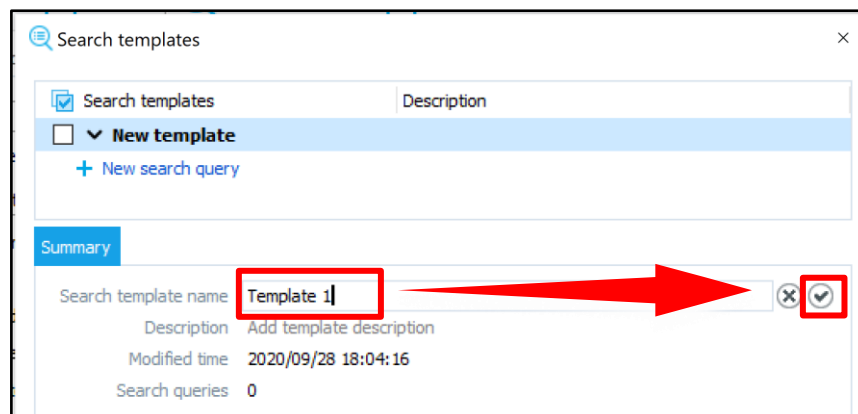 Search templates
Search templates Description
New template
+ New search query
Summary
Search template name Template 1
Description Add template description
Modified time 2020/09/28 18:04:16
Search queries 0